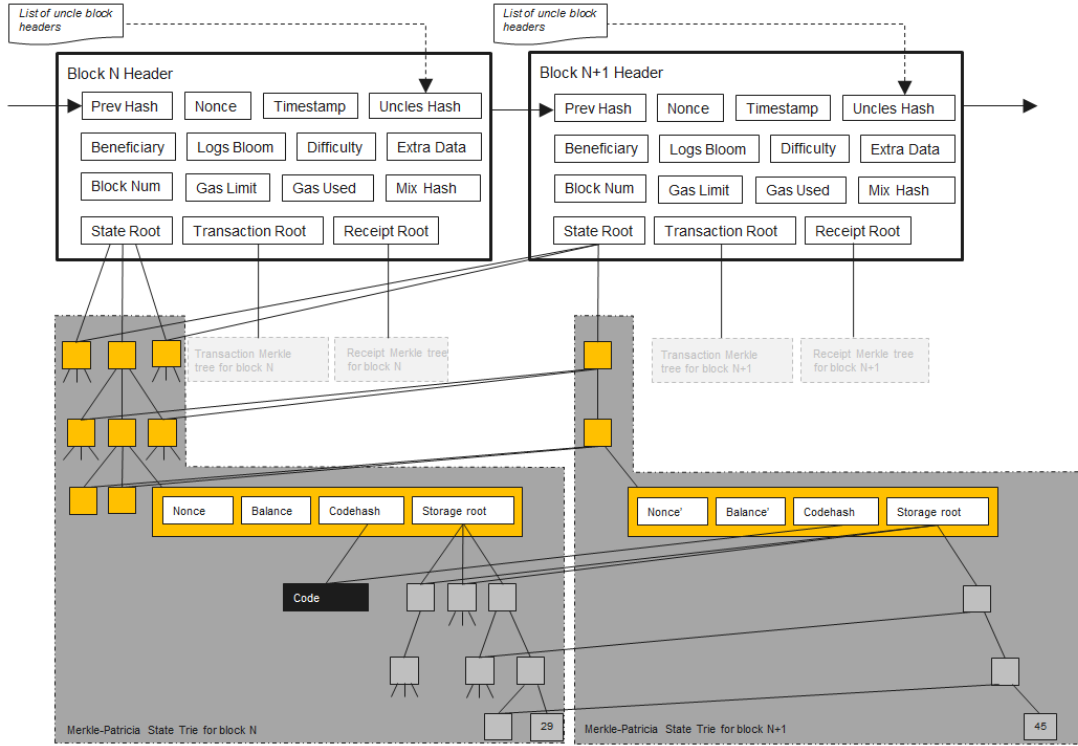 List of uncle block
headers
List of uncle block
headers
Block N Header
Prev Hash
Nonce
Timestamp
Uncles Hash
Beneficiary
Logs Bloom
Difficulty
Extra Data
Block Num
Gas Limit
Gas Used
Mix Hash
State Root
Transaction Root
Receipt Root
Block N+1 Header
Prev Hash
Nonce
Timestamp
Uncles Hash
Beneficiary
Logs Bloom
Difficulty
Extra Data
Block Num
Gas Limit
Gas Used
Mix Hash
State Root
Transaction Root
Receipt Root
Transaction Merkle
tree for block N
Receipt Merkle tree
for block N
Transaction Merkle
tree for block N+1
Receipt Merkle tree
for block N+1
Nonce
Balance
Codehash
Storage root
Nonce'
Balance'
Codehash
Storage root
Code
29
45
Merkle-Patricia State Trie for block N
Merkle-Patricia State Trie for block N+1